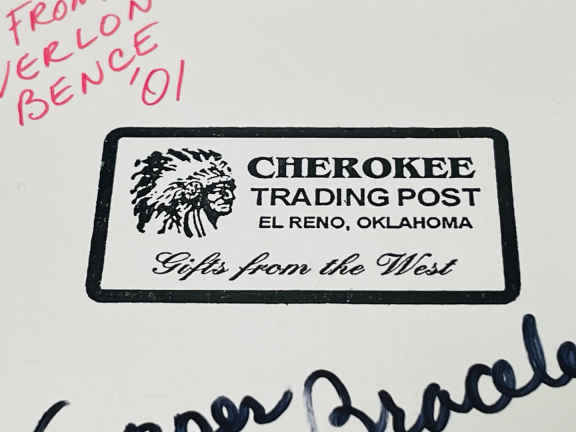 FROM
VERLON
BENCE
'01
CHEROKEE
TRADING POST
EL RENO, OKLAHOMA
Gifts from the West